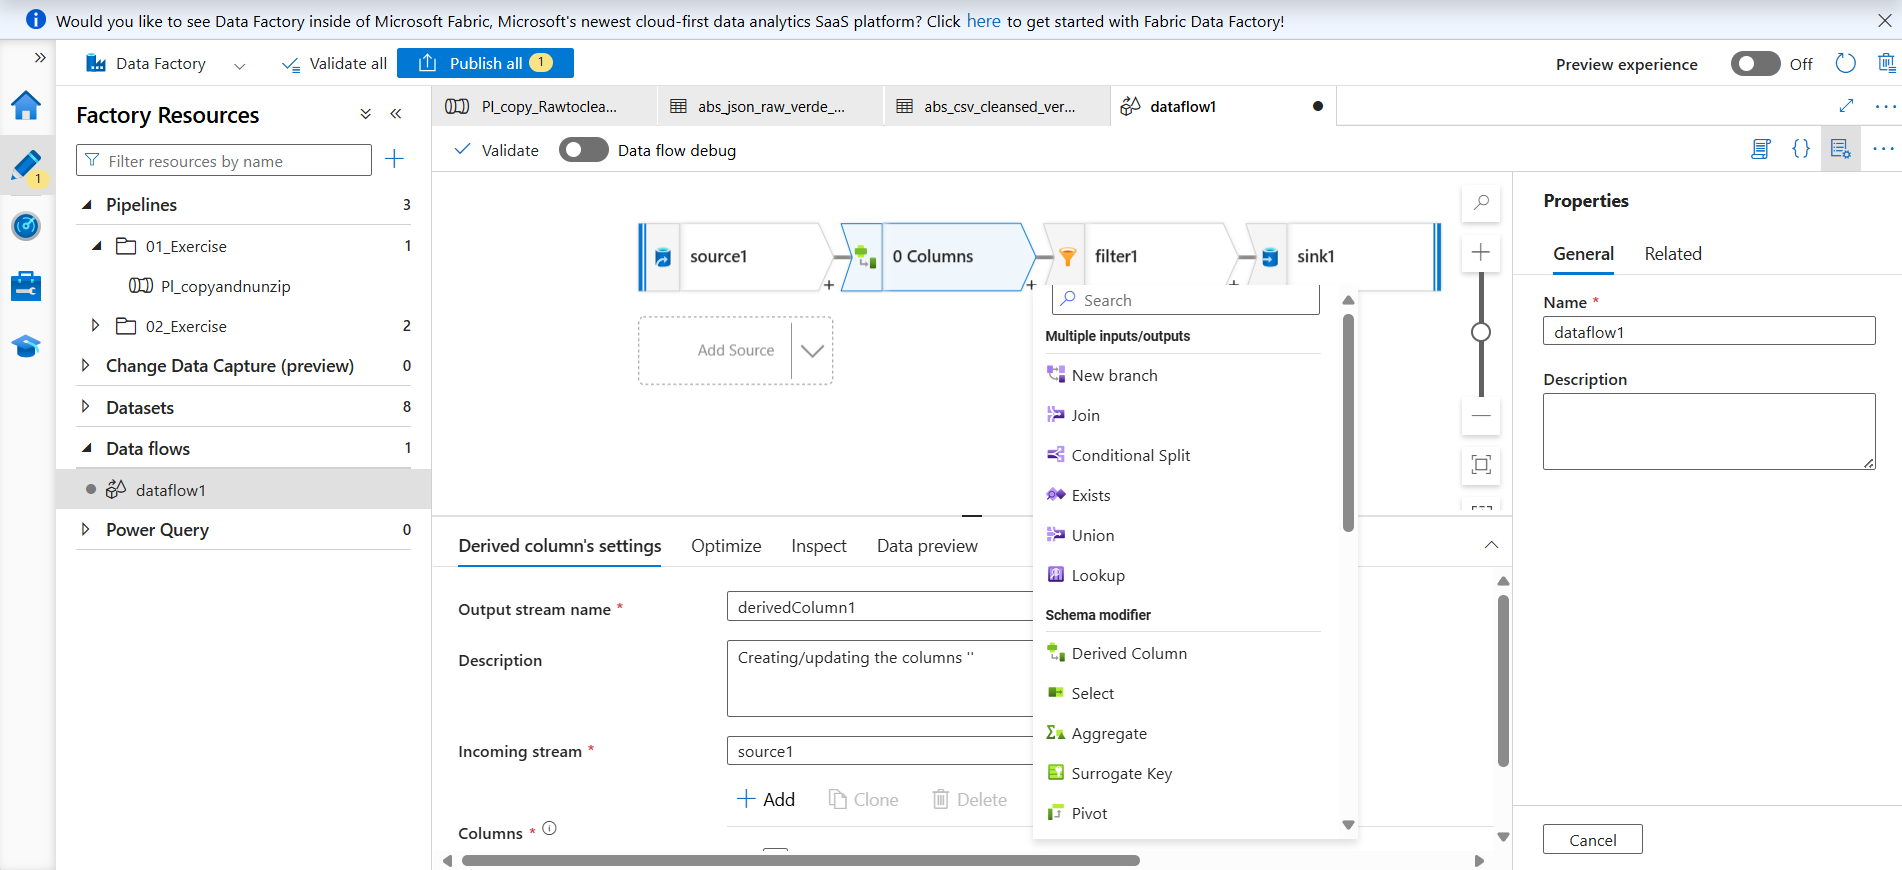 Would you like to see Data Factory inside of Microsoft Fabric, Microsoft's newest cloud-first data analytics SaaS platform? Click here to get started with Fabric Data Factory!
Data Factory
Validate all
Publish all 1
Preview experience
Off
1
Factory Resources
Filter resources by name
Pipelines 3
01_Exercise 1
Pl_copyandnunzip
02_Exercise 2
Change Data Capture (preview) 0
Datasets 8
Data flows 1
dataflow1
Power Query 0
Pl_copy_Rawtoclea...
abs_json_raw_verde_...
abs_csv_cleansed_ver...
dataflow1
Validate
Data flow debug
source1
0 Columns
filter1
sink1
Add Source
Search
Multiple inputs/outputs
New branch
Join
Conditional Split
Exists
Union
Lookup
Schema modifier
Derived Column
Select
Aggregate
Surrogate Key
Pivot
Derived column's settings
Optimize
Inspect
Data preview
Output stream name *
derivedColumn1
Description
Creating/updating the columns ''
Incoming stream *
source1
Add
Clone
Delete
Columns *
Properties
General
Related
Name *
dataflow1
Description
Cancel